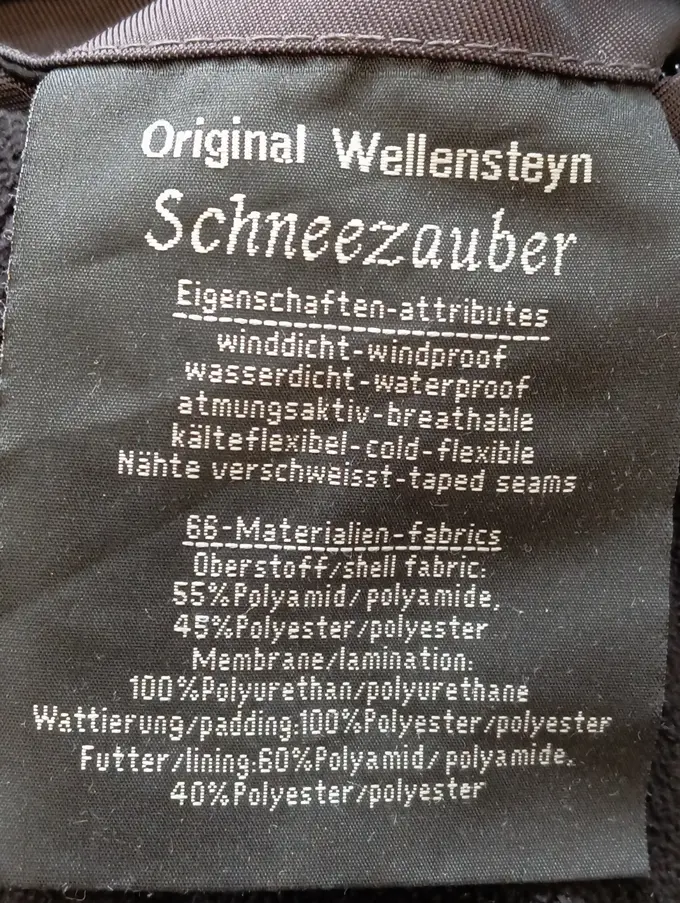 Original Wellensteyn
Schneezauber
Eigenschaften-attributes
winddicht-windproof
wasserdicht-waterproof
atmungsaktiv-breathable
kälteflexibel-cold-flexible
Nähte verschweisst-taped seams
66-Materialien-fabrics
Oberstoff/shell fabric:
55%Polyamid/polyamide,
45%Polyester/polyester
Membrane/lamination:
100%Polyurethan/polyurethane
Wattierung/padding:100%Polyester/polyester
Futter/lining:60%Polyamid/polyamide,
40%Polyester/polyester